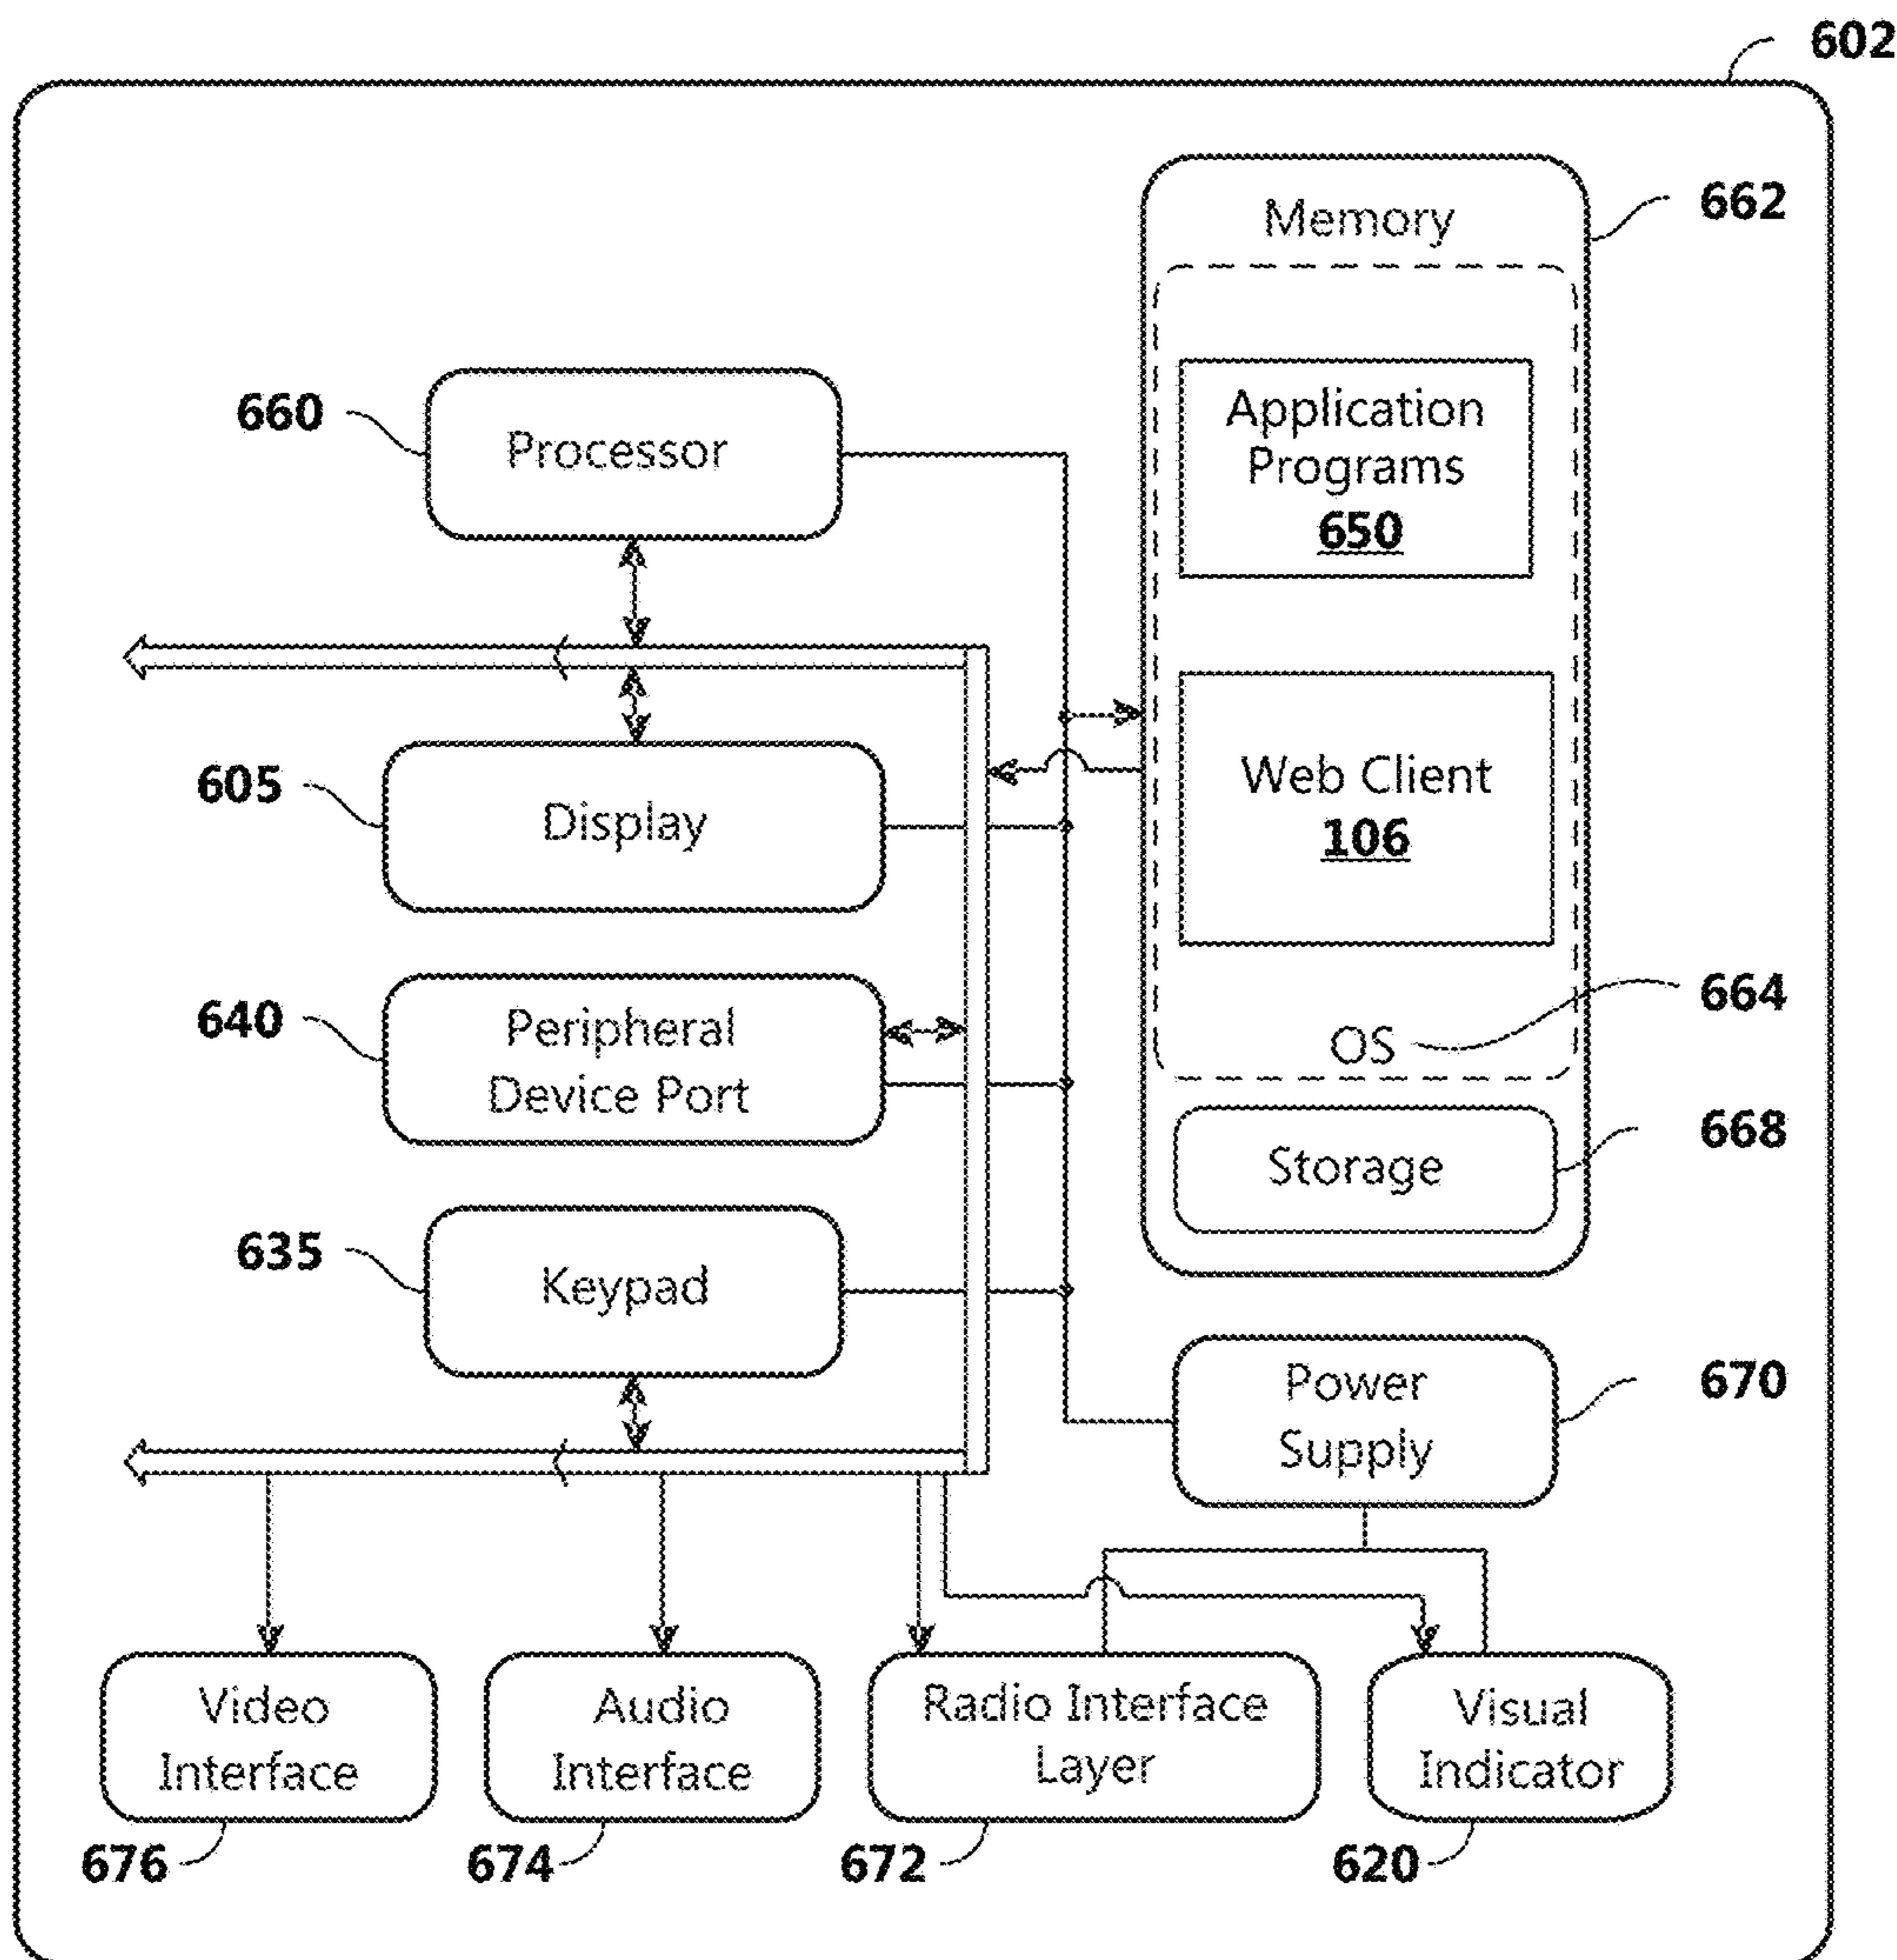 602
Memory
662
Application
Programs
650
660
Processor
Web Client
106
605
Display
664
OS
640
Peripheral
Device Port
668
Storage
635
Keypad
Power
Supply
670
Video
Interface
Audio
Interface
Radio Interface
Layer
Visual
Indicator
676
674
672
620